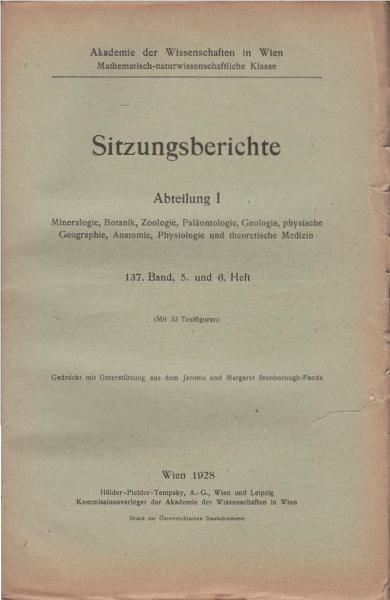 Akademie der Wissenschaften in Wien
Mathematisch-naturwissenschaftliche Klasse
Sitzungsberichte
Abteilung I
Mineralogie, Botanik, Zoologie, Paläontologie, Geologie, physische
Geographie, Anatomie, Physiologie und theoretische Medizin
137. Band, 5. und 6. Heft
(Mit 33 Textfiguren)
Gedruckt mit Unterstützung aus dem Jerome und Margaret Stonborough-Fonds
Wien 1928
Hölder-Pichler-Tempsky, A.-G., Wien und Leipzig
Kommissionsverleger der Akademie der Wissenschaften in Wien
Druck der Österreichischen Staatsdruckerei